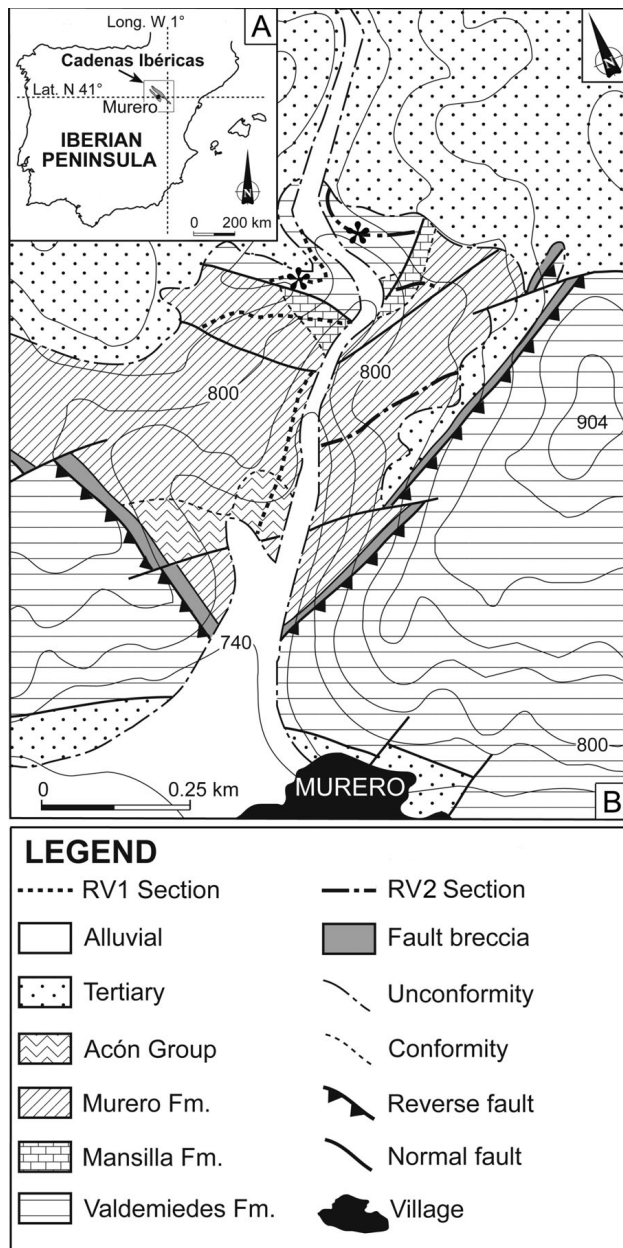 Long. W 1°
A
Cadenas Ibéricas
Lat. N 41°
Murero
IBERIAN
PENINSULA
N
0 200 km
N
800
800
904
740
800
0 0.25 km
MURERO
B
LEGEND
RV1 Section
RV2 Section
Alluvial
Fault breccia
Tertiary
Unconformity
Acón Group
Conformity
Murero Fm.
Reverse fault
Mansilla Fm.
Normal fault
Valdemiedes Fm.
Village